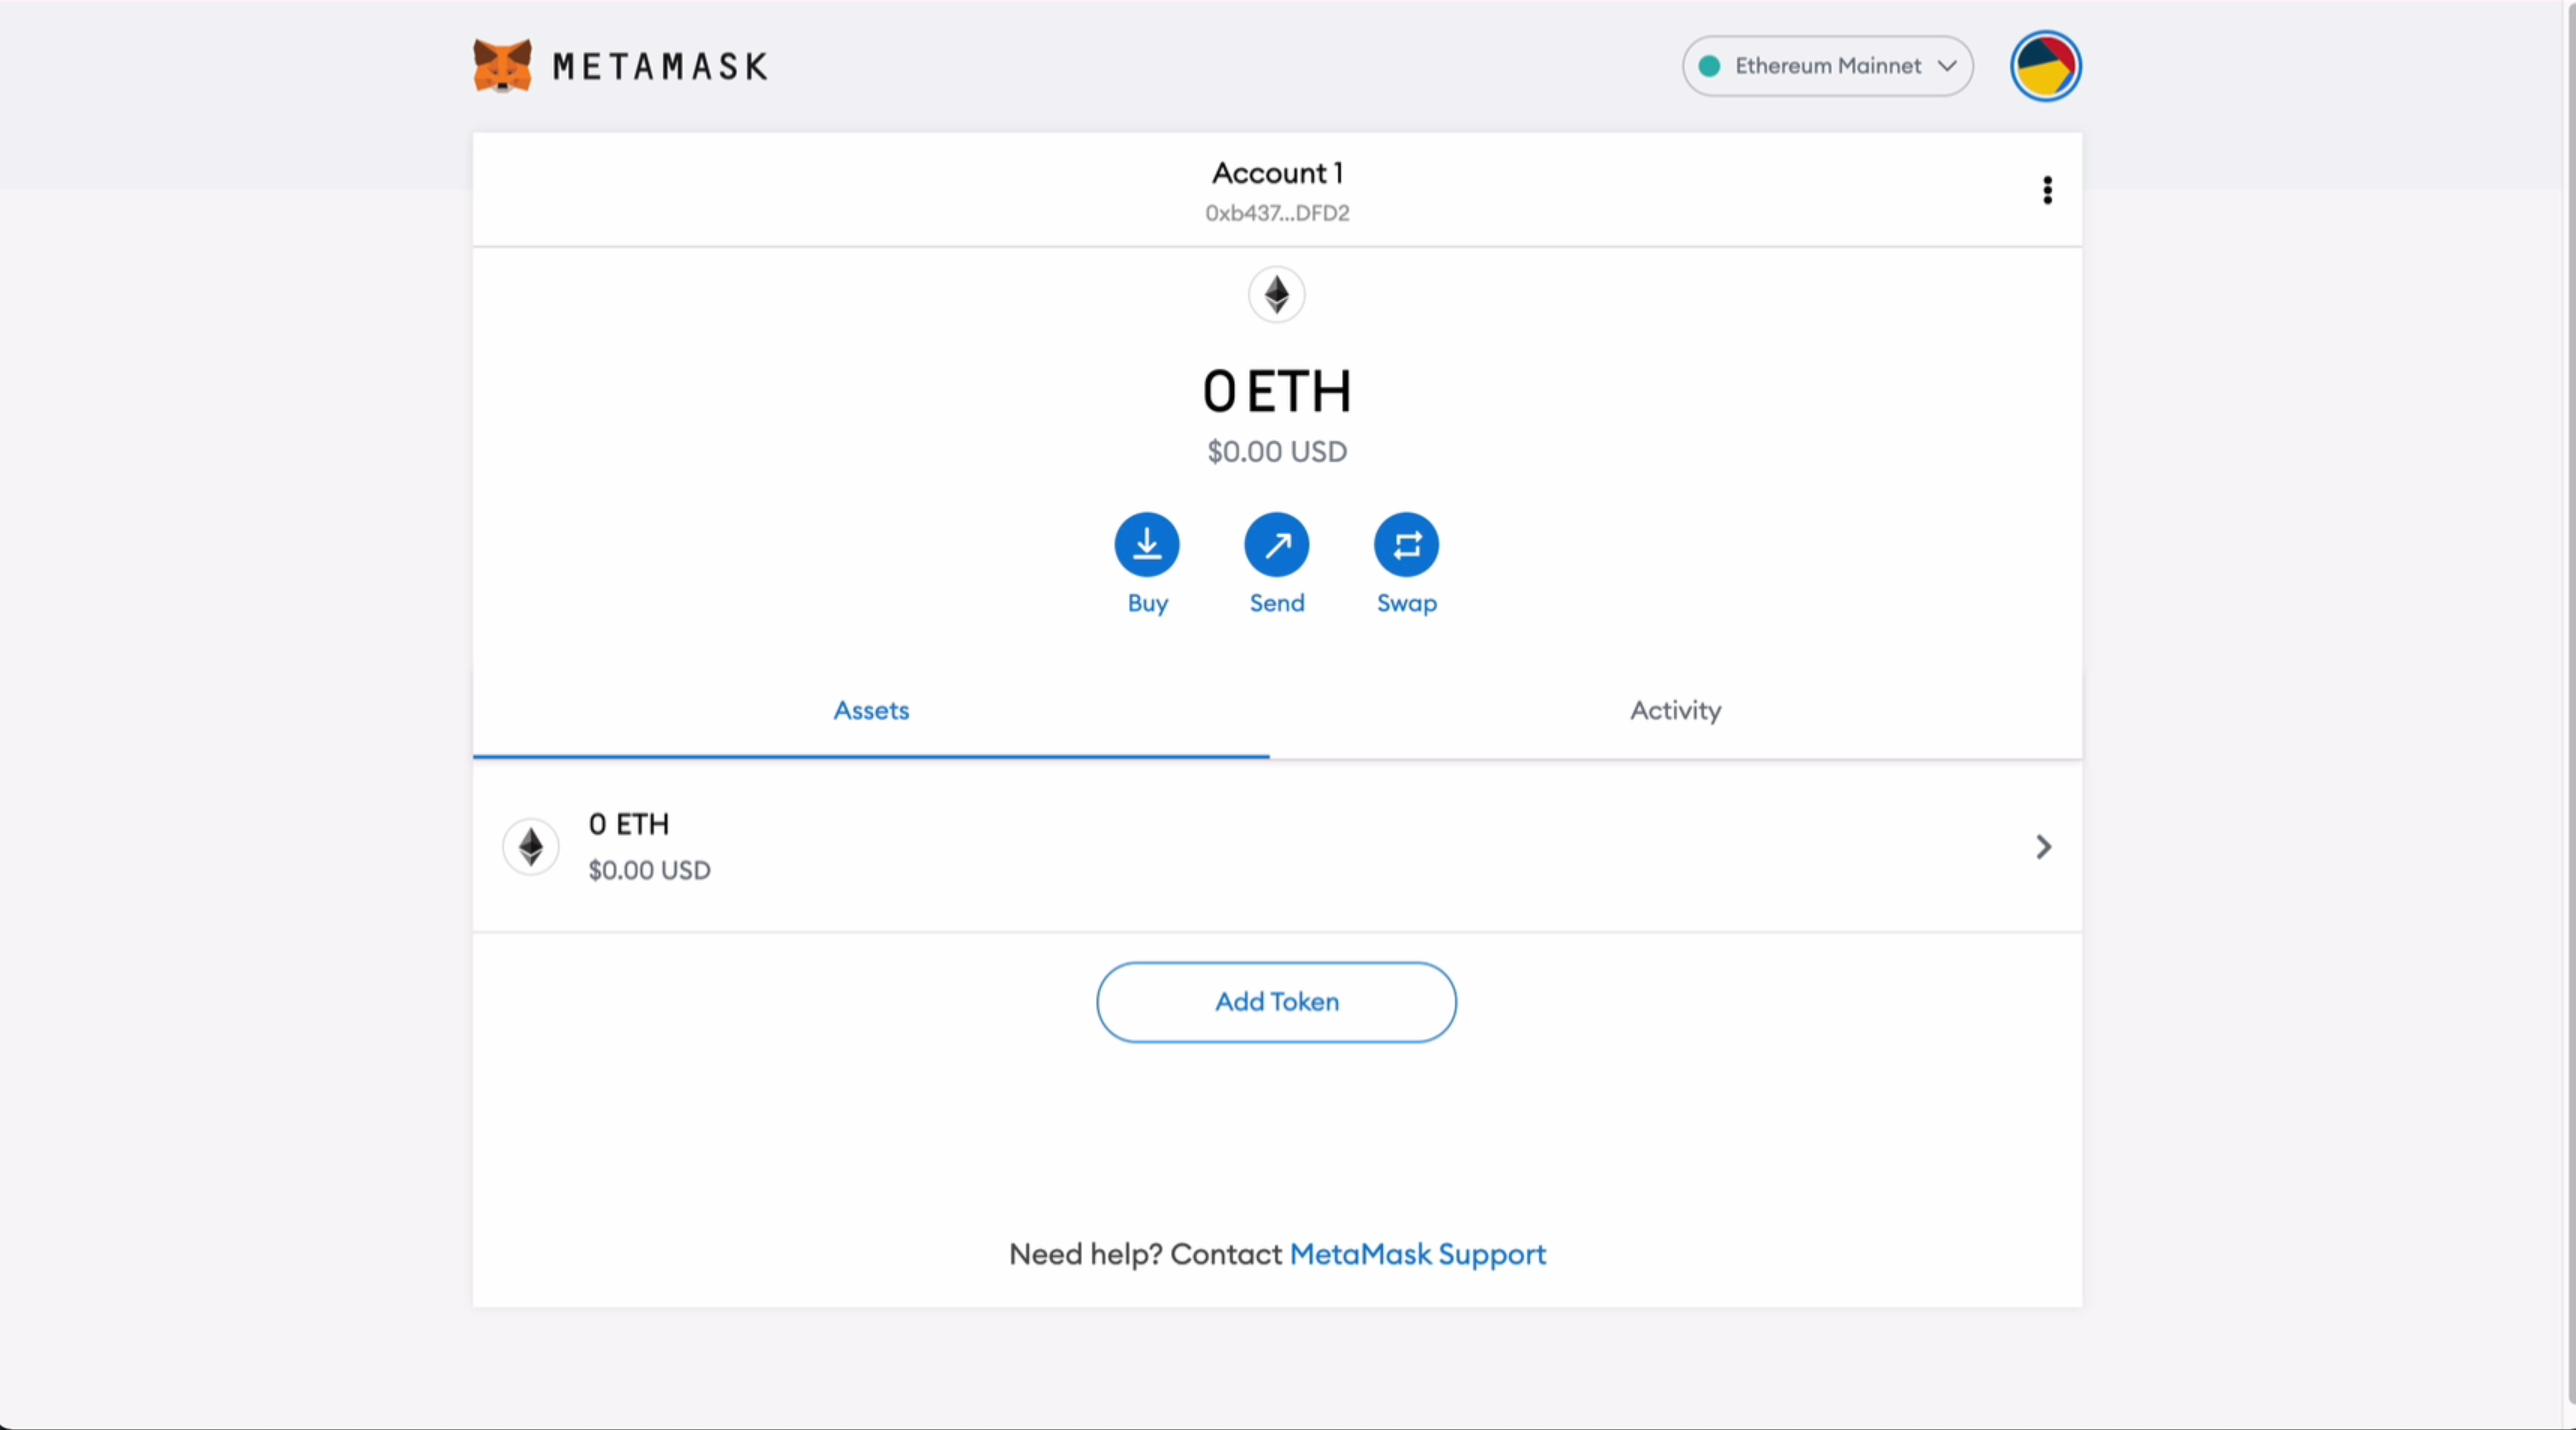 METAMASK
Ethereum Mainnet
Account 1
0xb437...DFD2
0 ETH
$0.00 USD
Buy
Send
Swap
Assets
Activity
0 ETH
$0.00 USD
Add Token
Need help? Contact MetaMask Support